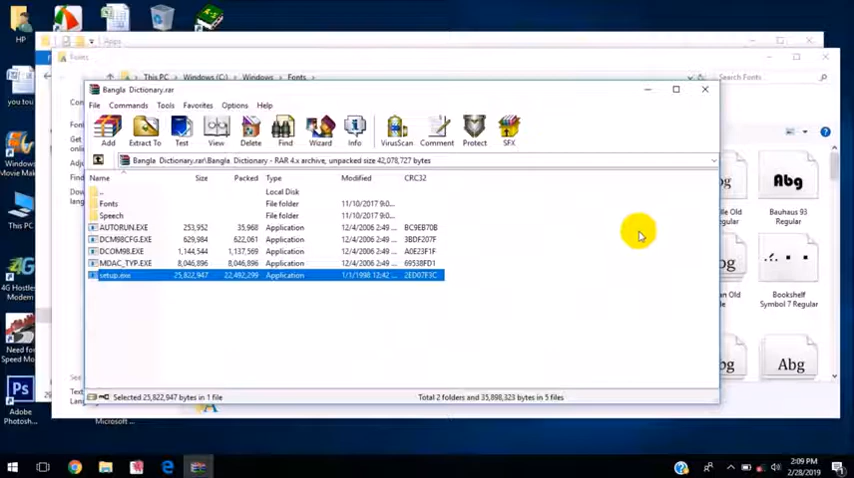 HP
Apps
Fonts
you tou
This PC
Windows (C:)
Windows
Fonts
Search Fonts
Bangla Dictionary.rar
File
Commands
Tools
Favorites
Options
Help
Add
Extract To
Test
View
Delete
Find
Wizard
Info
VirusScan
Comment
Protect
SFX
Bangla Dictionary.rar\Bangla Dictionary - RAR 4.x archive, unpacked size 42,078,727 bytes
Name Size Packed Type Modified CRC32
.. Local Disk
Fonts File folder 11/10/2017 9:0...
Speech File folder 11/10/2017 9:0...
AUTORUN.EXE 253,952 35,968 Application 12/4/2006 2:49 ... BC9EB70B
DCM98CFG.EXE 629,984 622,061 Application 12/4/2006 2:49 ... 3BDF207F
DCOM98.EXE 1,144,544 1,137,569 Application 12/4/2006 2:49 ... A0E23F1F
MDAC_TYP.EXE 8,046,896 8,046,896 Application 12/4/2006 2:49 ... 6953BFD1
setup.exe 25,822,947 22,492,299 Application 1/1/1998 12:42 ... 2ED07F3C
Selected 25,822,947 bytes in 1 file
Total 2 folders and 35,898,323 bytes in 5 files
Windows
Movie Make
This PC
4G Hostles
Need for
Speed Mo...
Ps
Adobe
Photosh...
Microsoft ...
Abg
Bauhaus 93
Regular
Bookshelf
Symbol 7 Regular
Abg
2:09 PM
2/28/2019